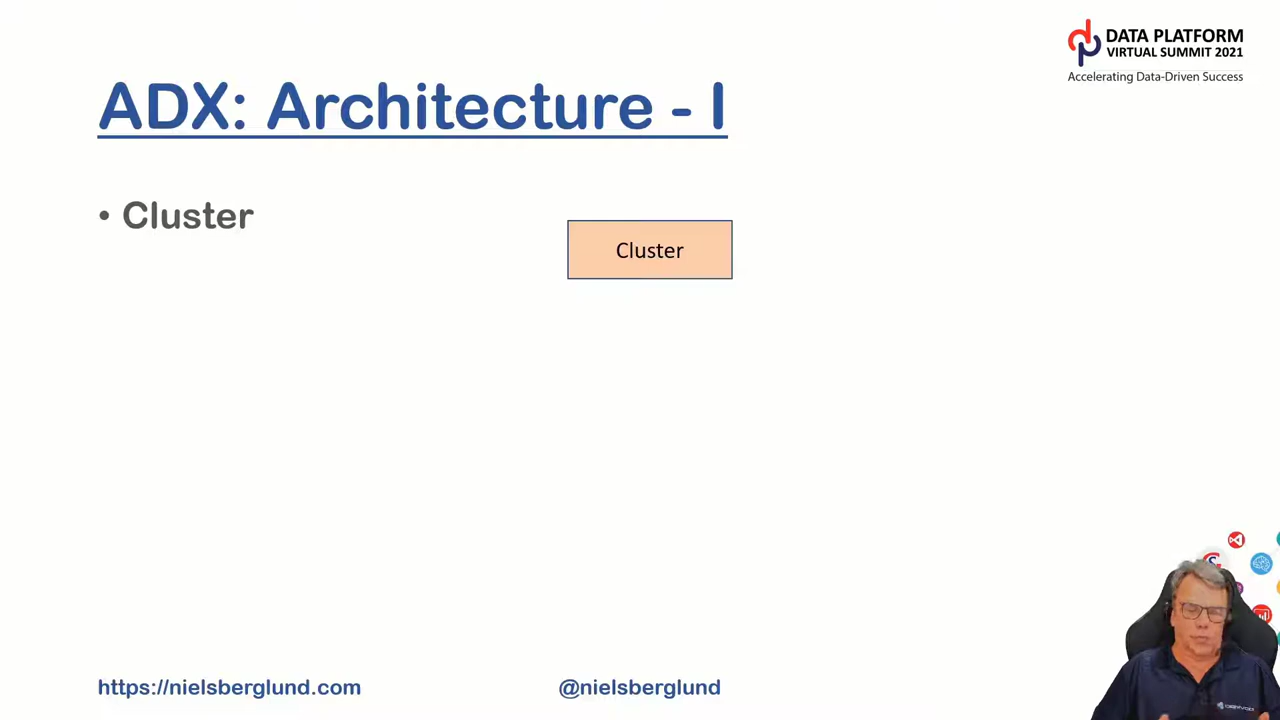 DATA PLATFORM
VIRTUAL SUMMIT 2021
Accelerating Data-Driven Success
ADX: Architecture - I
• Cluster
Cluster
https://nielsberglund.com
@nielsberglund